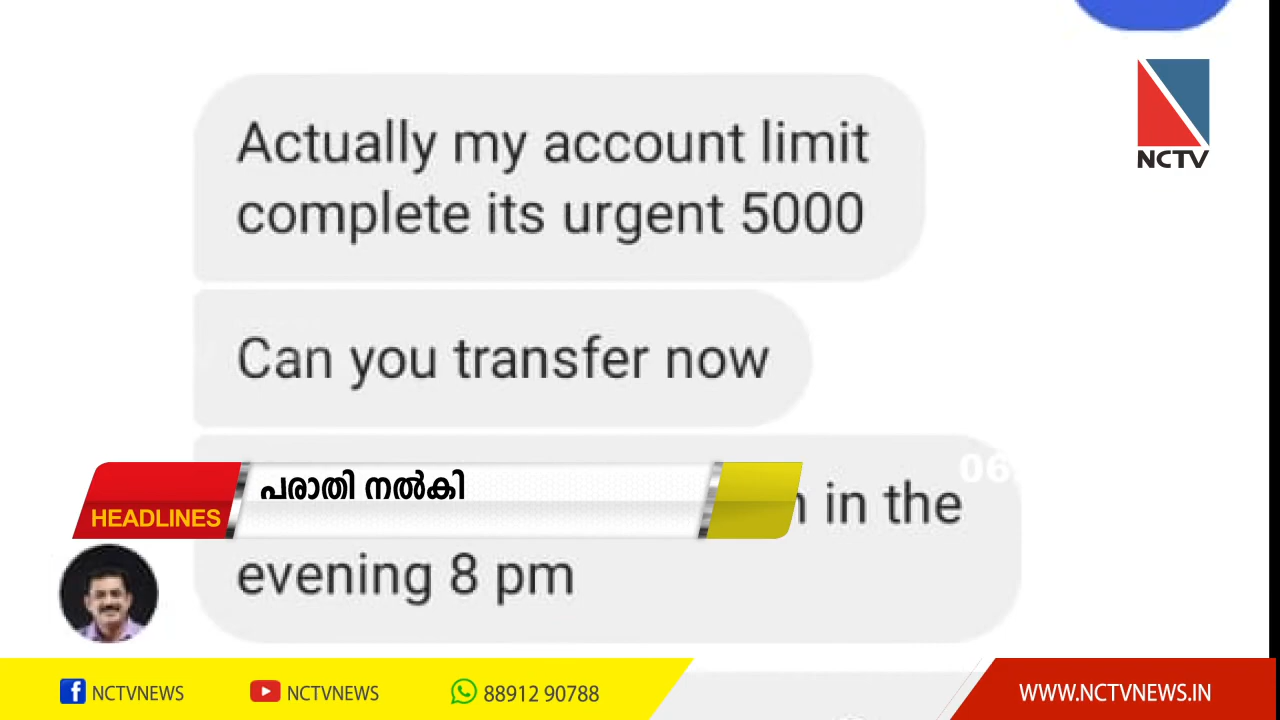 Actually my account limit
complete its urgent 5000
NCTV
Can you transfer now
06
in the
evening 8 pm
പരാതി നൽകി
HEADLINES
NCTVNEWS
NCTVNEWS
88912 90788
WWW.NCTVNEWS.IN